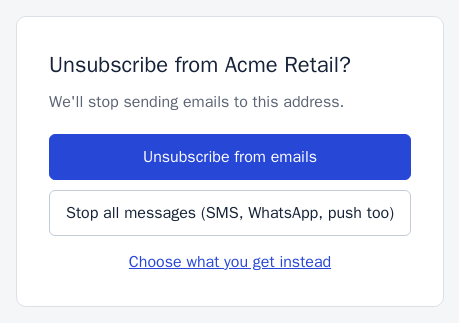 Unsubscribe from Acme Retail?
We'll stop sending emails to this address.
Unsubscribe from emails
Stop all messages (SMS, WhatsApp, push too)
Choose what you get instead